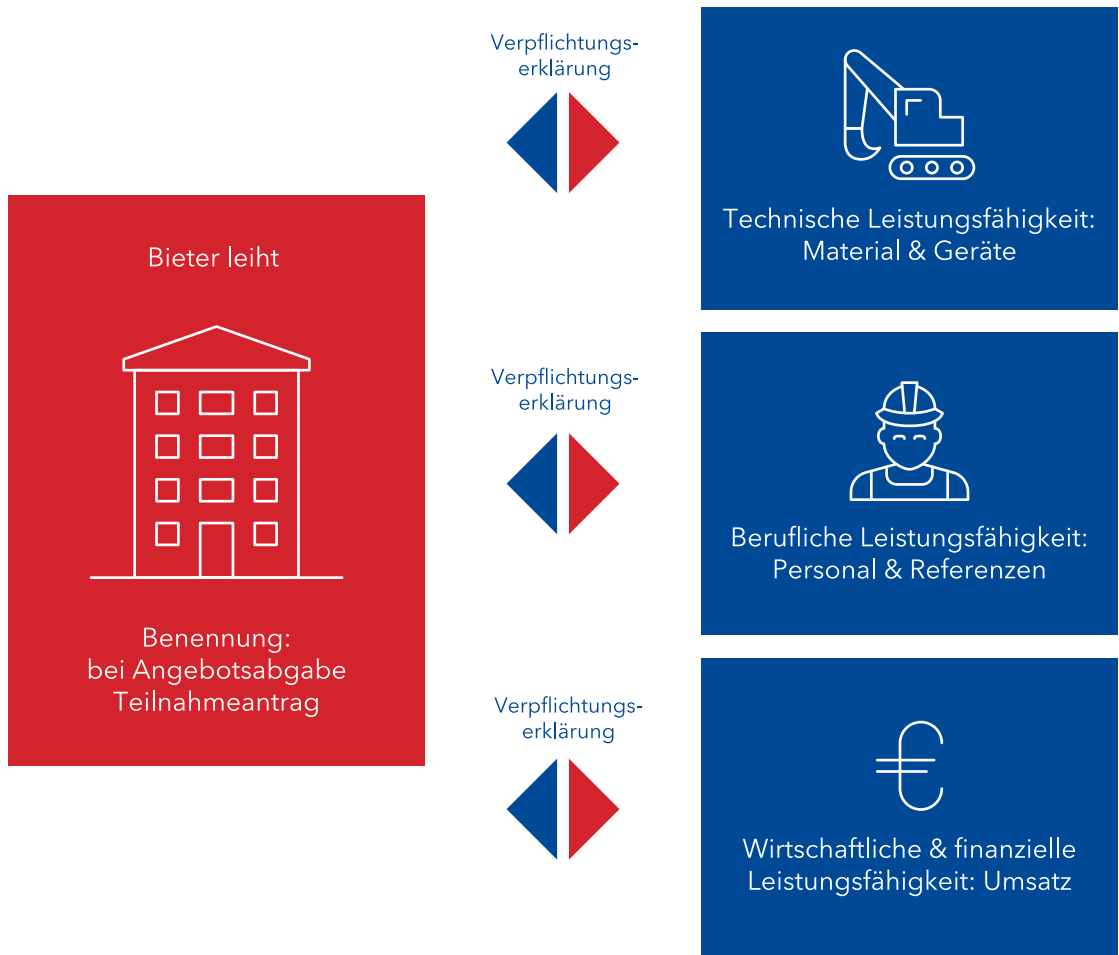 Bieter leiht
Benennung:
bei Angebotsabgabe
Teilnahmeantrag
Verpflichtungs-
erklärung
Technische Leistungsfähigkeit:
Material & Geräte
Verpflichtungs-
erklärung
Berufliche Leistungsfähigkeit:
Personal & Referenzen
Verpflichtungs-
erklärung
€
Wirtschaftliche & finanzielle
Leistungsfähigkeit: Umsatz